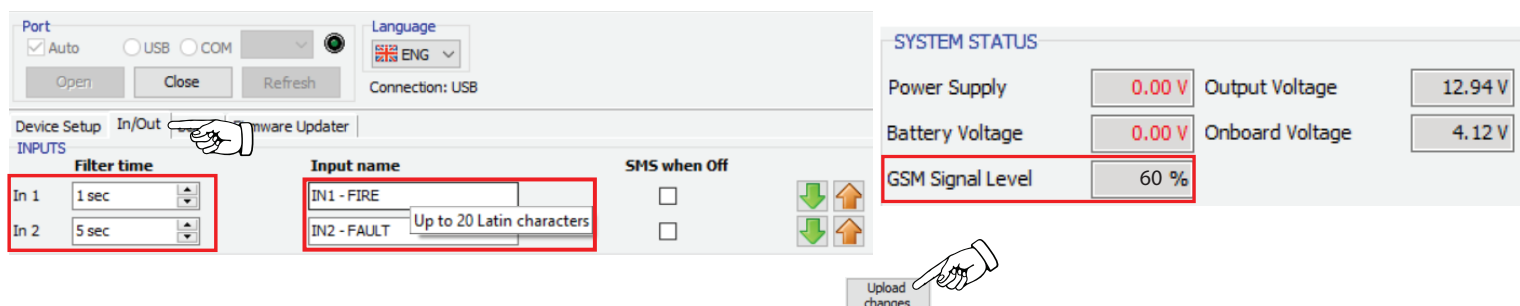 Port
Auto USB COM
Open Close Refresh
Language
ENG
Connection: USB
Device Setup In/Out Firmware Updater
INPUTS
Filter time Input name SMS when Off
In 1 1 sec IN1 - FIRE
Up to 20 Latin characters
In 2 5 sec IN2 - FAULT
SYSTEM STATUS
Power Supply 0.00 V Output Voltage 12.94 V
Battery Voltage 0.00 V Onboard Voltage 4.12 V
GSM Signal Level 60 %
Upload
changes